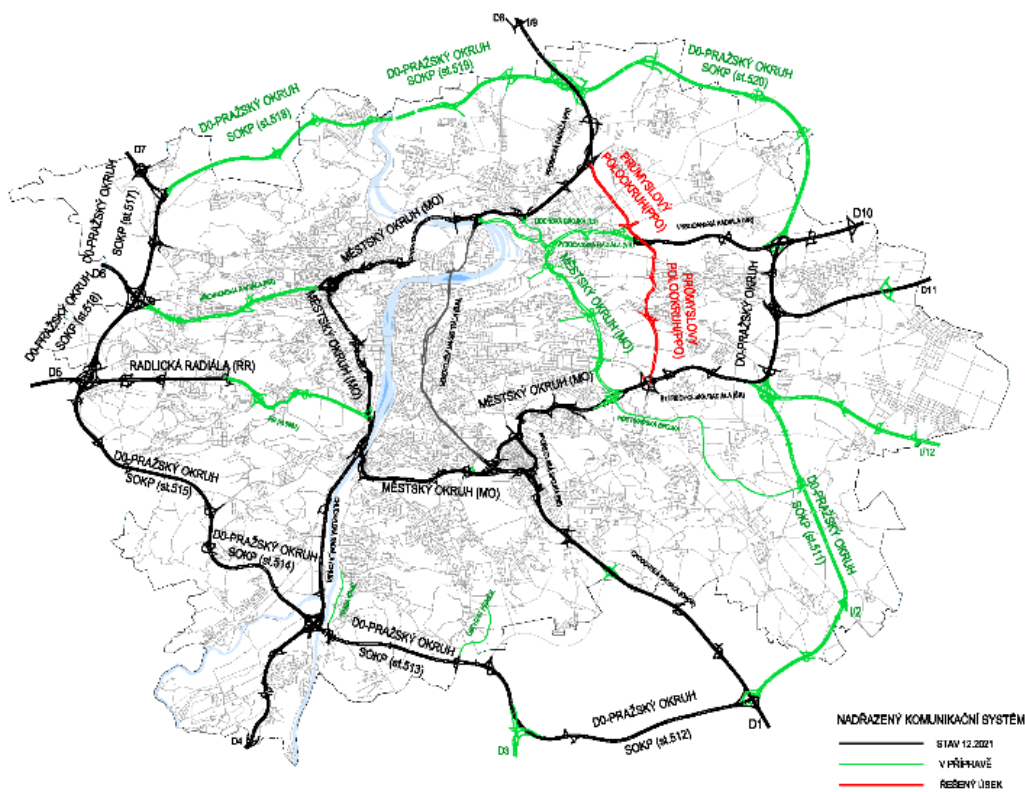 D8
I/9
D0-PRAŽSKÝ OKRUH
SOKP (st.519)
D0-PRAŽSKÝ OKRUH
SOKP (st.520)
D0-PRAŽSKÝ OKRUH
SOKP (st.518)
D7
D0-PRAŽSKÝ OKRUH
SOKP (st.517)
PRŮMYSLOVÝ
POLOOKRUH(PPO)
MĚSTSKÝ OKRUH (MO)
D10
D6
D0-PRAŽSKÝ OKRUH
SOKP (st.516)
MĚSTSKÝ OKRUH (MO)
MĚSTSKÝ OKRUH (MO)
PRŮMYSLOVÝ
POLOOKRUH(PPO)
D0-PRAŽSKÝ OKRUH
D11
D5
RADLICKÁ RADIÁLA (RR)
MĚSTSKÝ OKRUH (MO)
I/12
MĚSTSKÝ OKRUH (MO)
D0-PRAŽSKÝ OKRUH
SOKP (st.515)
D0-PRAŽSKÝ OKRUH
SOKP (st.511)
D0-PRAŽSKÝ OKRUH
SOKP (st.514)
I/2
D0-PRAŽSKÝ OKRUH
SOKP (st.513)
D0-PRAŽSKÝ OKRUH
SOKP (st.512)
D1
D4
D3
NADŘAZENÝ KOMUNIKAČNÍ SYSTÉM
STAV 12.2021
V PŘÍPRAVĚ
ŘEŠENÝ ÚSEK